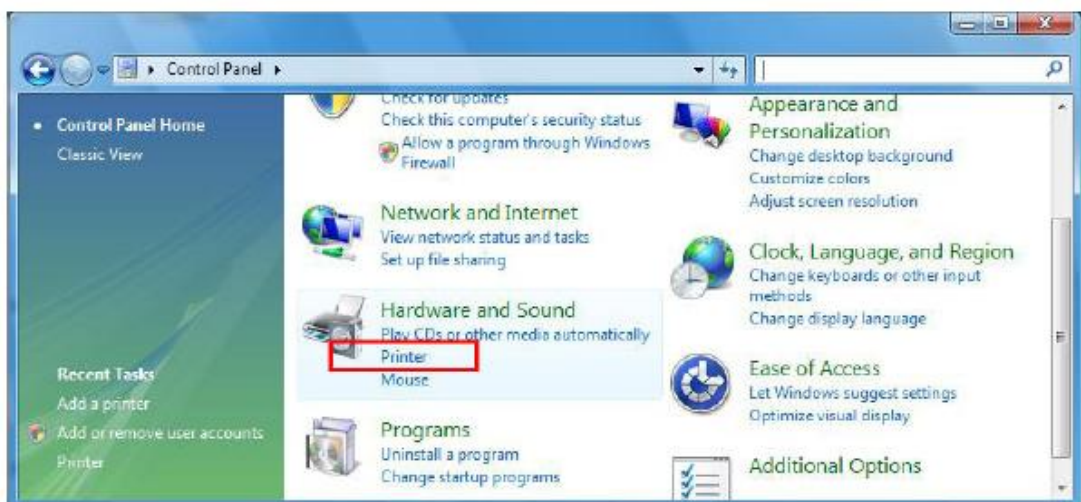 Control Panel
Control Panel Home
Classic View
Recent Tasks
Add a printer
Add or remove user accounts
Printer
Check for updates
Check this computer's security status
Allow a program through Windows
Firewall
Network and Internet
View network status and tasks
Set up file sharing
Hardware and Sound
Play CDs or other media automatically
Printer
Mouse
Programs
Uninstall a program
Change startup programs
Appearance and
Personalization
Change desktop background
Customize colors
Adjust screen resolution
Clock, Language, and Region
Change keyboards or other input
methods
Change display language
Ease of Access
Let Windows suggest settings
Optimize visual display
Additional Options